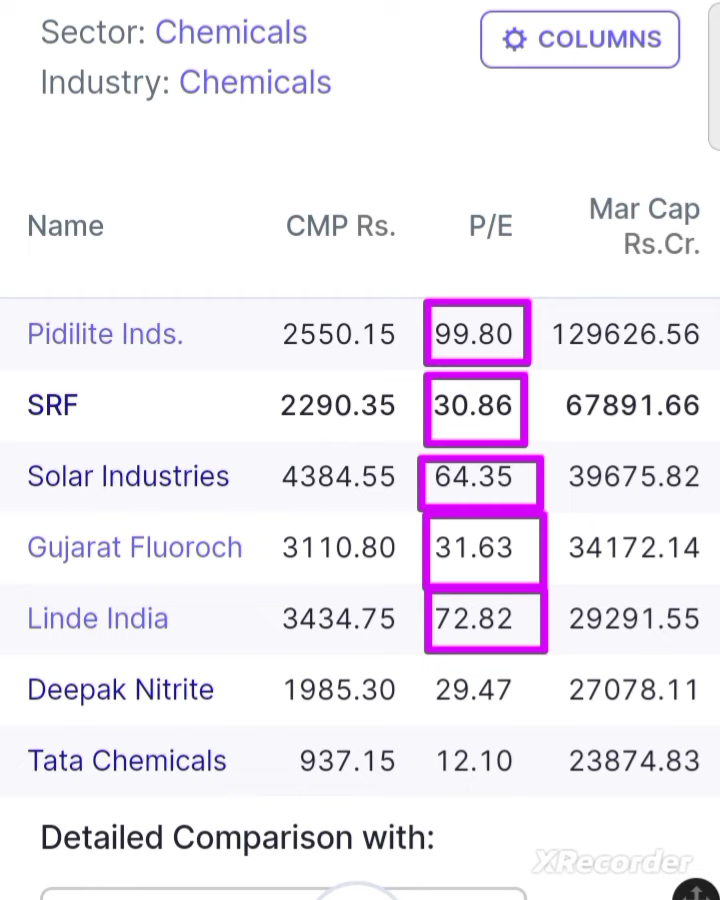 Sector: Chemicals
COLUMNS
Industry: Chemicals
Name CMP Rs. P/E Mar Cap Rs.Cr.
Pidilite Inds. 2550.15 99.80 129626.56
SRF 2290.35 30.86 67891.66
Solar Industries 4384.55 64.35 39675.82
Gujarat Fluoroch 3110.80 31.63 34172.14
Linde India 3434.75 72.82 29291.55
Deepak Nitrite 1985.30 29.47 27078.11
Tata Chemicals 937.15 12.10 23874.83
Detailed Comparison with:
XRecorder